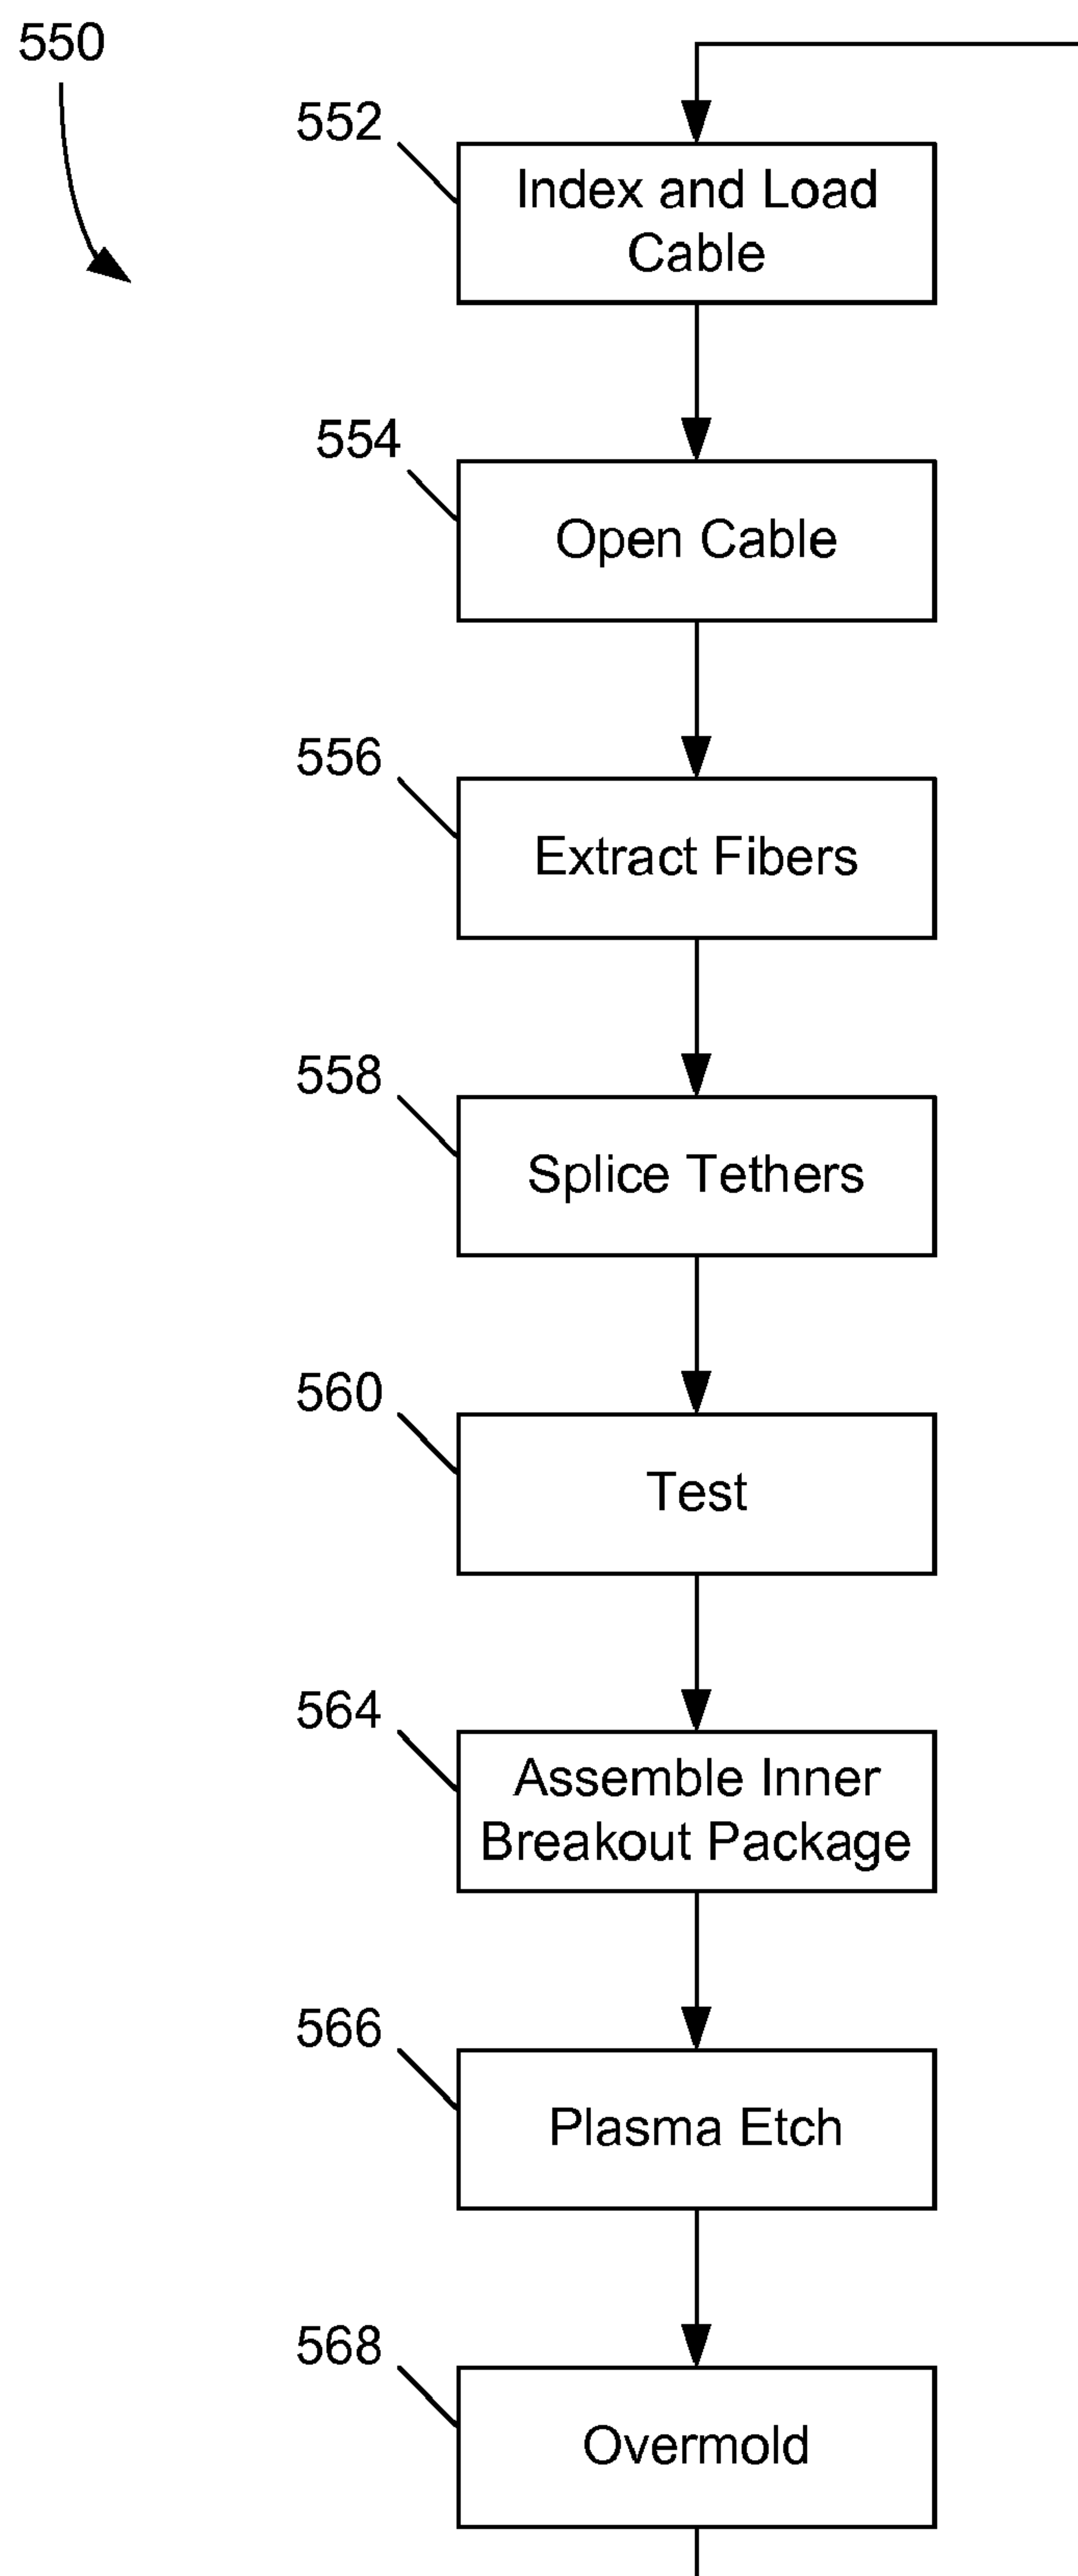 550
552
Index and Load
Cable
554
Open Cable
556
Extract Fibers
558
Splice Tethers
560
Test
564
Assemble Inner
Breakout Package
566
Plasma Etch
568
Overmold